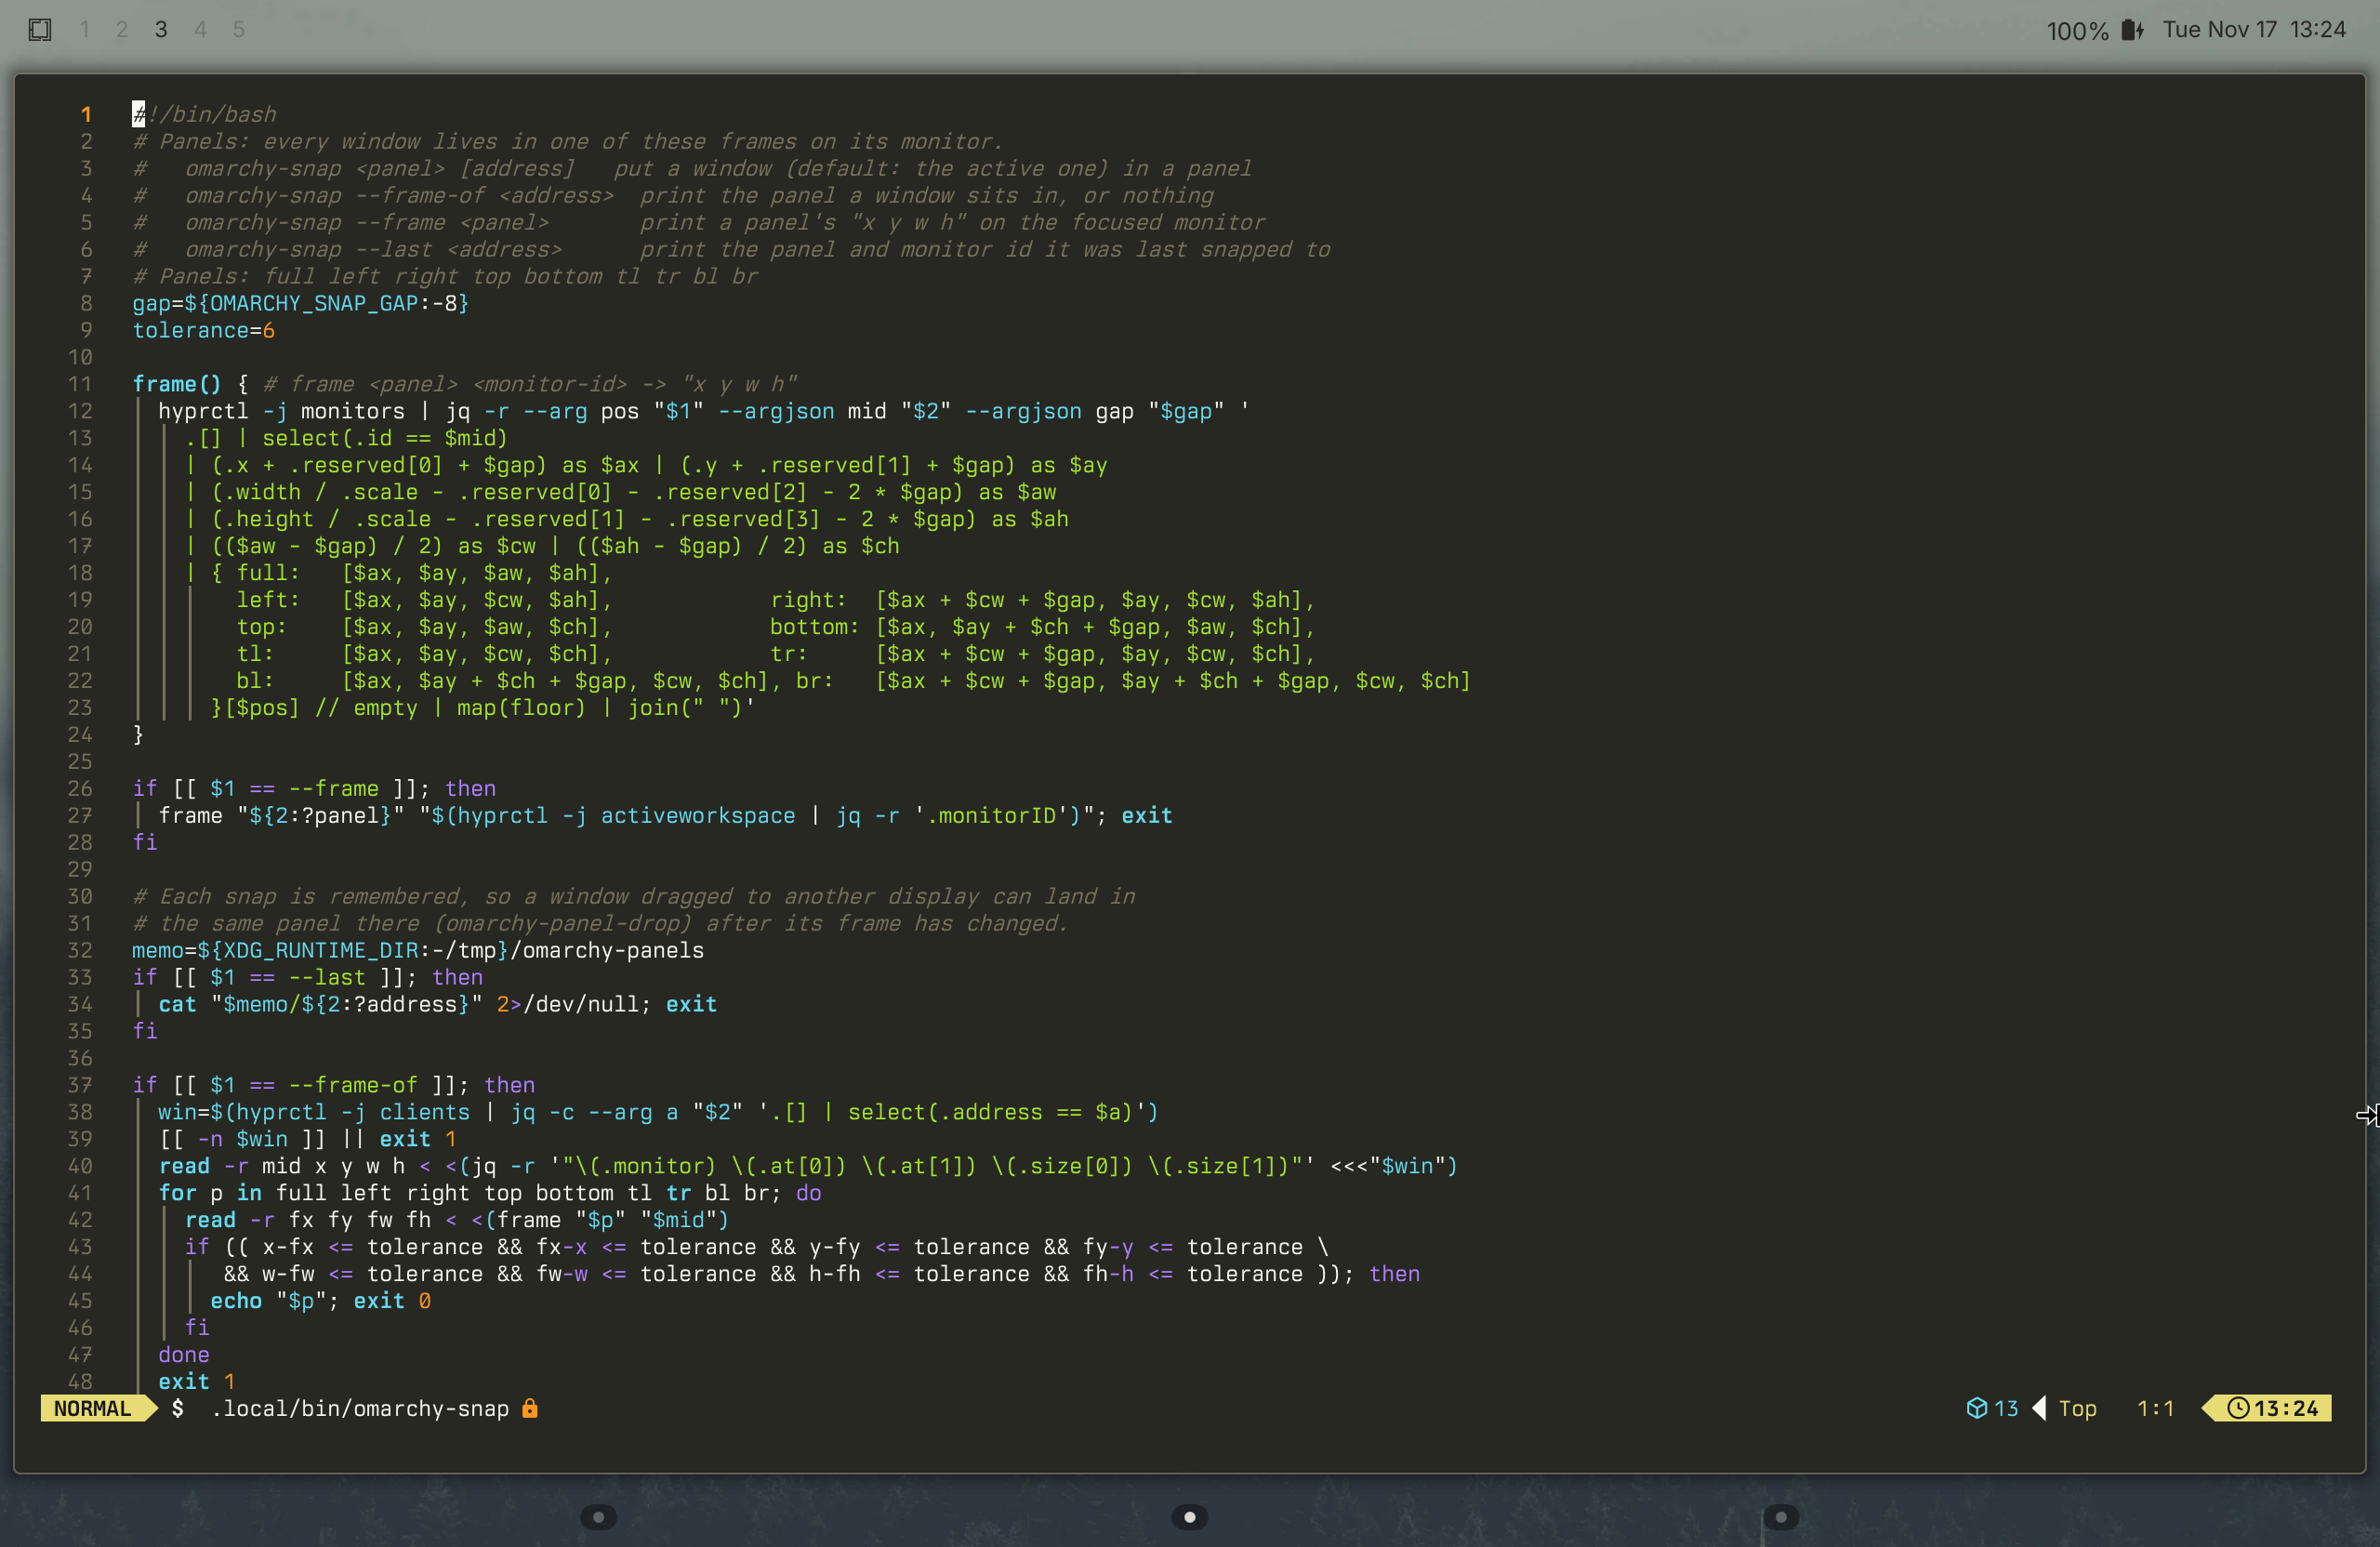 1 2 3 4 5 100% Tue Nov 17 13:24
1 #!/bin/bash
2 # Panels: every window lives in one of these frames on its monitor.
3 #   omarchy-snap <panel> [address]   put a window (default: the active one) in a panel
4 #   omarchy-snap --frame-of <address>  print the panel a window sits in, or nothing
5 #   omarchy-snap --frame <panel>       print a panel's "x y w h" on the focused monitor
6 #   omarchy-snap --last <address>      print the panel and monitor id it was last snapped to
7 # Panels: full left right top bottom tl tr bl br
8 gap=${OMARCHY_SNAP_GAP:-8}
9 tolerance=6
10
11 frame() { # frame <panel> <monitor-id> -> "x y w h"
12   hyprctl -j monitors | jq -r --arg pos "$1" --argjson mid "$2" --argjson gap "$gap" '
13     .[] | select(.id == $mid)
14     | (.x + .reserved[0] + $gap) as $ax | (.y + .reserved[1] + $gap) as $ay
15     | (.width / .scale - .reserved[0] - .reserved[2] - 2 * $gap) as $aw
16     | (.height / .scale - .reserved[1] - .reserved[3] - 2 * $gap) as $ah
17     | (($aw - $gap) / 2) as $cw | (($ah - $gap) / 2) as $ch
18     | { full:   [$ax, $ay, $aw, $ah],
19         left:   [$ax, $ay, $cw, $ah],            right:  [$ax + $cw + $gap, $ay, $cw, $ah],
20         top:    [$ax, $ay, $aw, $ch],            bottom: [$ax, $ay + $ch + $gap, $aw, $ch],
21         tl:     [$ax, $ay, $cw, $ch],            tr:     [$ax + $cw + $gap, $ay, $cw, $ch],
22         bl:     [$ax, $ay + $ch + $gap, $cw, $ch], br:   [$ax + $cw + $gap, $ay + $ch + $gap, $cw, $ch]
23       }[$pos] // empty | map(floor) | join(" ")'
24 }
25
26 if [[ $1 == --frame ]]; then
27   frame "${2:?panel}" "$(hyprctl -j activeworkspace | jq -r '.monitorID')"; exit
28 fi
29
30 # Each snap is remembered, so a window dragged to another display can land in
31 # the same panel there (omarchy-panel-drop) after its frame has changed.
32 memo=${XDG_RUNTIME_DIR:-/tmp}/omarchy-panels
33 if [[ $1 == --last ]]; then
34   cat "$memo/${2:?address}" 2>/dev/null; exit
35 fi
36
37 if [[ $1 == --frame-of ]]; then
38   win=$(hyprctl -j clients | jq -c --arg a "$2" '.[] | select(.address == $a)')
39   [[ -n $win ]] || exit 1
40   read -r mid x y w h < <(jq -r '"\(.monitor) \(.at[0]) \(.at[1]) \(.size[0]) \(.size[1])"' <<<"$win")
41   for p in full left right top bottom tl tr bl br; do
42     read -r fx fy fw fh < <(frame "$p" "$mid")
43     if (( x-fx <= tolerance && fx-x <= tolerance && y-fy <= tolerance && fy-y <= tolerance \
44        && w-fw <= tolerance && fw-w <= tolerance && h-fh <= tolerance && fh-h <= tolerance )); then
45       echo "$p"; exit 0
46     fi
47   done
48   exit 1
NORMAL $ .local/bin/omarchy-snap 13 Top 1:1 13:24